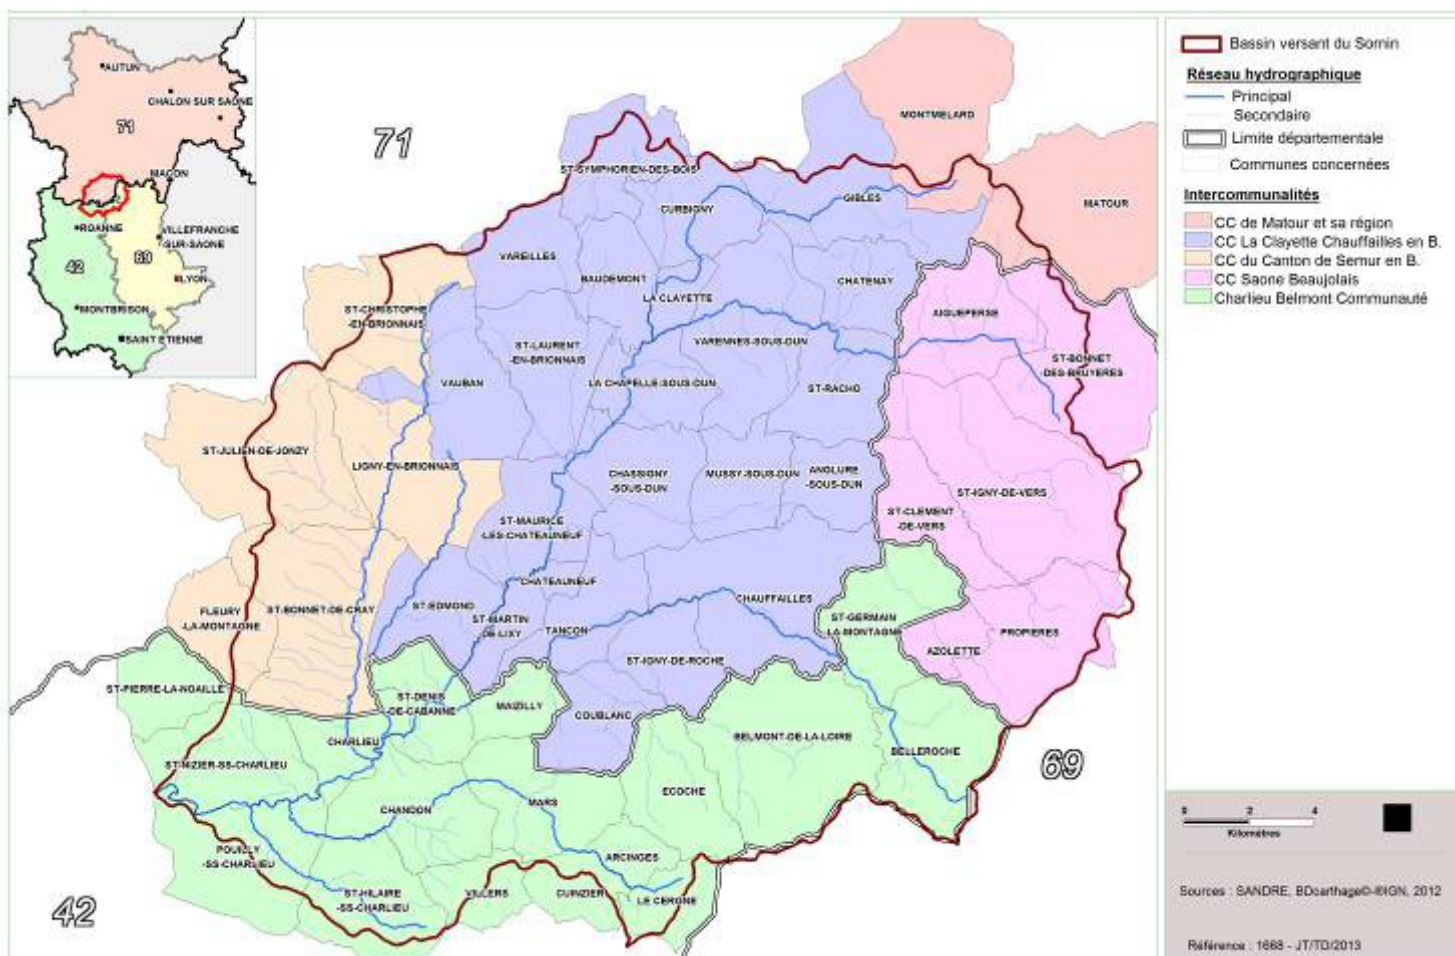 AUTUN
CHALON SUR SAONE
71
MACON
ROANNE
VILLEFRANCHE
-SUR-SAONE
42
69
LYON
MONTBRISON
SAINT ETIENNE
71
MONTMELARD
MATOUR
ST-SYMPHORIEN-DES-BOIS
GIBLES
CURBIGNY
VAREILLES
BAUDEMONT
CHATENAY
LA CLAYETTE
ST-CHRISTOPHE
-EN-BRIONNAIS
AIGUEPERSE
ST-LAURENT
-EN-BRIONNAIS
VARENNES-SOUS-DUN
ST-BONNET
-DES-BRUYERES
VAUBAN
LA CHAPELLE-SOUS-DUN
ST-RACHO
ST-JULIEN-DE-JONZY
LIGNY-EN-BRIONNAIS
CHASSIGNY
-SOUS-DUN
MUSSY-SOUS-DUN
ANGLURE
-SOUS-DUN
ST-IGNY-DE-VERS
ST-CLEMENT
-DE-VERS
ST-MAURICE
-LES-CHATEAUNEUF
CHATEAUNEUF
CHAUFFAILLES
FLEURY
-LA-MONTAGNE
ST-BONNET-DE-CRAY
ST-EDMOND
ST-MARTIN
-DE-LIXY
TANCON
ST-GERMAIN
-LA-MONTAGNE
PROPIERES
AZOLETTE
ST-IGNY-DE-ROCHE
ST-PIERRE-LA-NOAILLE
ST-DENIS
-DE-CABANNE
MAIZILLY
COUBLANC
CHARLIEU
BELMONT-DE-LA-LOIRE
BELLEROCHE
ST-NIZIER-SS-CHARLIEU
69
ECOCHE
CHANDON
MARS
POUILLY
-SS-CHARLIEU
ARCINGES
ST-HILAIRE
-SS-CHARLIEU
VILLERS
CUINZIER
LE CERGNE
42
Bassin versant du Sornin
Réseau hydrographique
Principal
Secondaire
Limite départementale
Communes concernées
Intercommunalités
CC de Matour et sa région
CC La Clayette Chauffailles en B.
CC du Canton de Semur en B.
CC Saone Beaujolais
Charlieu Belmont Communauté
0 2 4
Kilomètres
Sources : SANDRE, BDcarthage©-®IGN, 2012
Référence : 1668 - JT/TD/2013